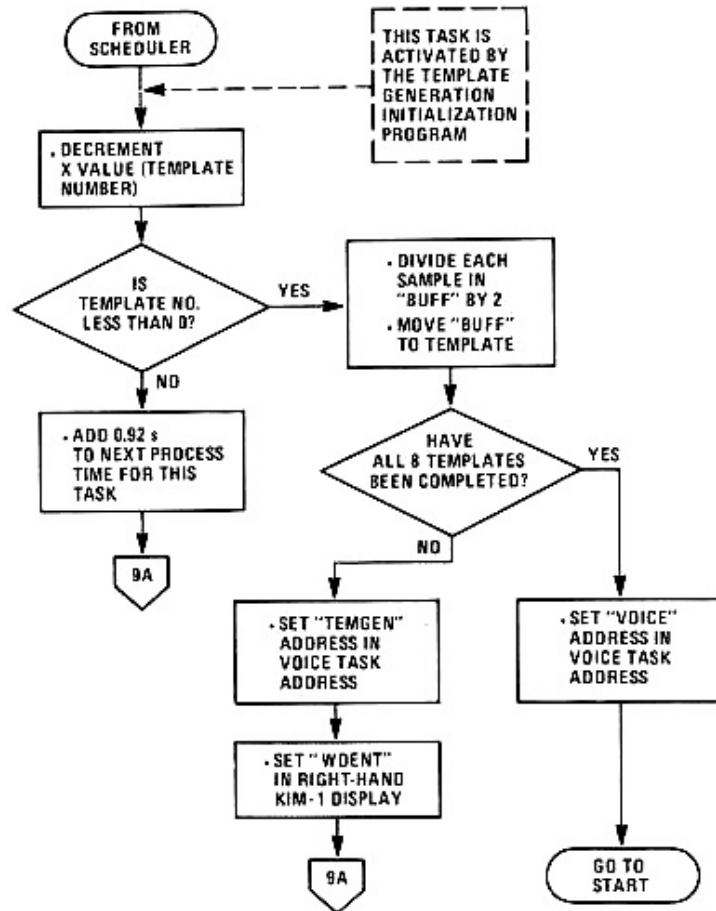 FROM
SCHEDULER
THIS TASK IS
ACTIVATED BY
THE TEMPLATE
GENERATION
INITIALIZATION
PROGRAM
. DECREMENT
X VALUE (TEMPLATE
NUMBER)
IS
TEMPLATE NO.
LESS THAN 0?
YES
NO
. DIVIDE EACH
SAMPLE IN
"BUFF" BY 2
. MOVE "BUFF"
TO TEMPLATE
. ADD 0.92 s
TO NEXT PROCESS
TIME FOR THIS
TASK
9A
HAVE
ALL 8 TEMPLATES
BEEN COMPLETED?
YES
NO
. SET "TEMGEN"
ADDRESS IN
VOICE TASK
ADDRESS
. SET "VOICE"
ADDRESS IN
VOICE TASK
ADDRESS
. SET "WDENT"
IN RIGHT-HAND
KIM-1 DISPLAY
9A
GO TO
START